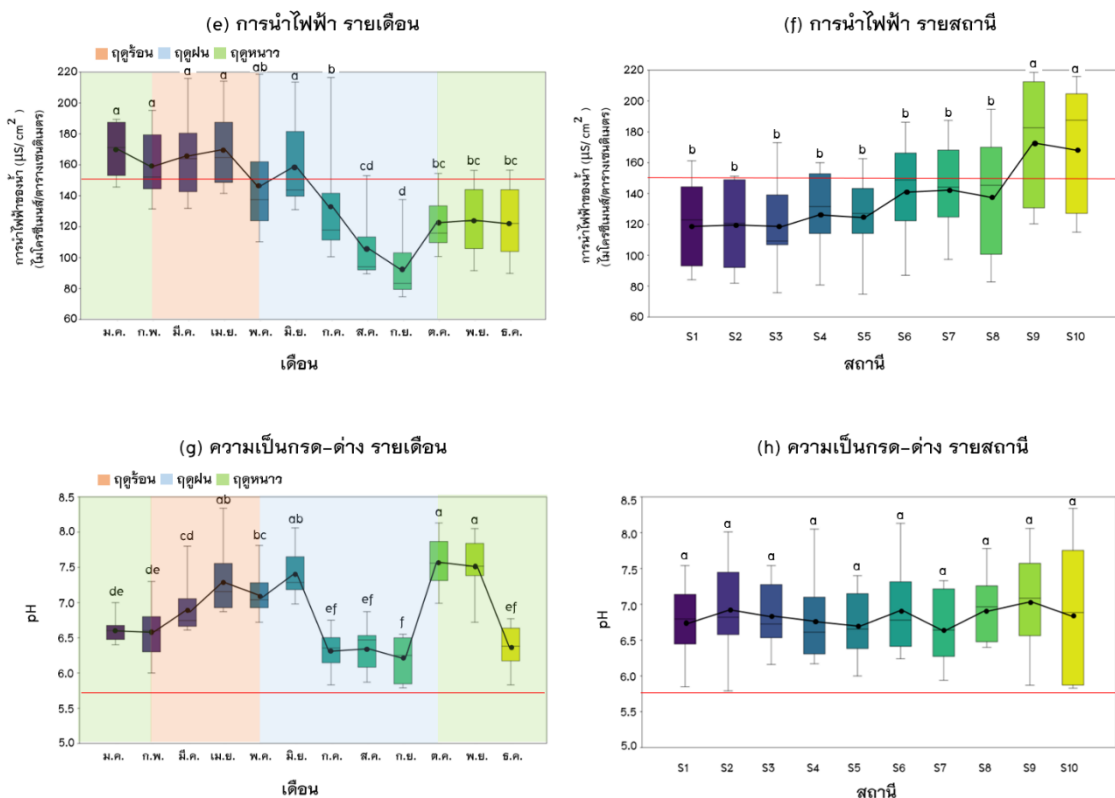 (e) การนำไฟฟ้า รายเดือน
ฤดูร้อน ฤดูฝน ฤดูหนาว
220
200
180
160
140
120
100
80
60
การนำไฟฟ้าของน้ำ (µS/ cm²)
(ไมโครซีเมนส์/ตารางเซนติเมตร)
a a a a ab a b cd d bc bc bc
ม.ค. ก.พ. มี.ค. เม.ย. พ.ค. มิ.ย. ก.ค. ส.ค. ก.ย. ต.ค. พ.ย. ธ.ค.
เดือน
(f) การนำไฟฟ้า รายสถานี
220
200
180
160
140
120
100
80
60
การนำไฟฟ้าของน้ำ (µS/ cm²)
(ไมโครซีเมนส์/ตารางเซนติเมตร)
b b b b b b b b a a
S1 S2 S3 S4 S5 S6 S7 S8 S9 S10
สถานี
(g) ความเป็นกรด-ด่าง รายเดือน
ฤดูร้อน ฤดูฝน ฤดูหนาว
8.5
8.0
7.5
7.0
6.5
6.0
5.5
5.0
pH
de de cd ab bc ab ef ef f a a ef
ม.ค. ก.พ. มี.ค. เม.ย. พ.ค. มิ.ย. ก.ค. ส.ค. ก.ย. ต.ค. พ.ย. ธ.ค.
เดือน
(h) ความเป็นกรด-ด่าง รายสถานี
8.5
8.0
7.5
7.0
6.5
6.0
5.5
5.0
pH
a a a a a a a a a a
S1 S2 S3 S4 S5 S6 S7 S8 S9 S10
สถานี